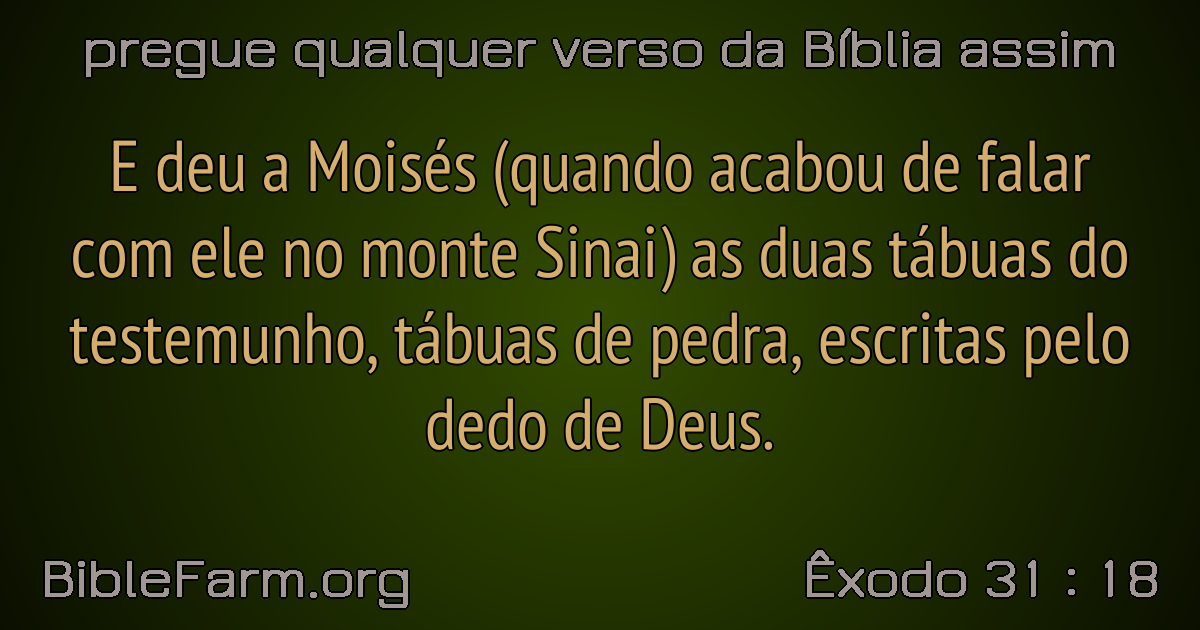 pregue qualquer verso da Bíblia assim
E deu a Moisés (quando acabou de falar
com ele no monte Sinai) as duas tábuas do
testemunho, tábuas de pedra, escritas pelo
dedo de Deus.
BibleFarm.org
Êxodo 31 : 18